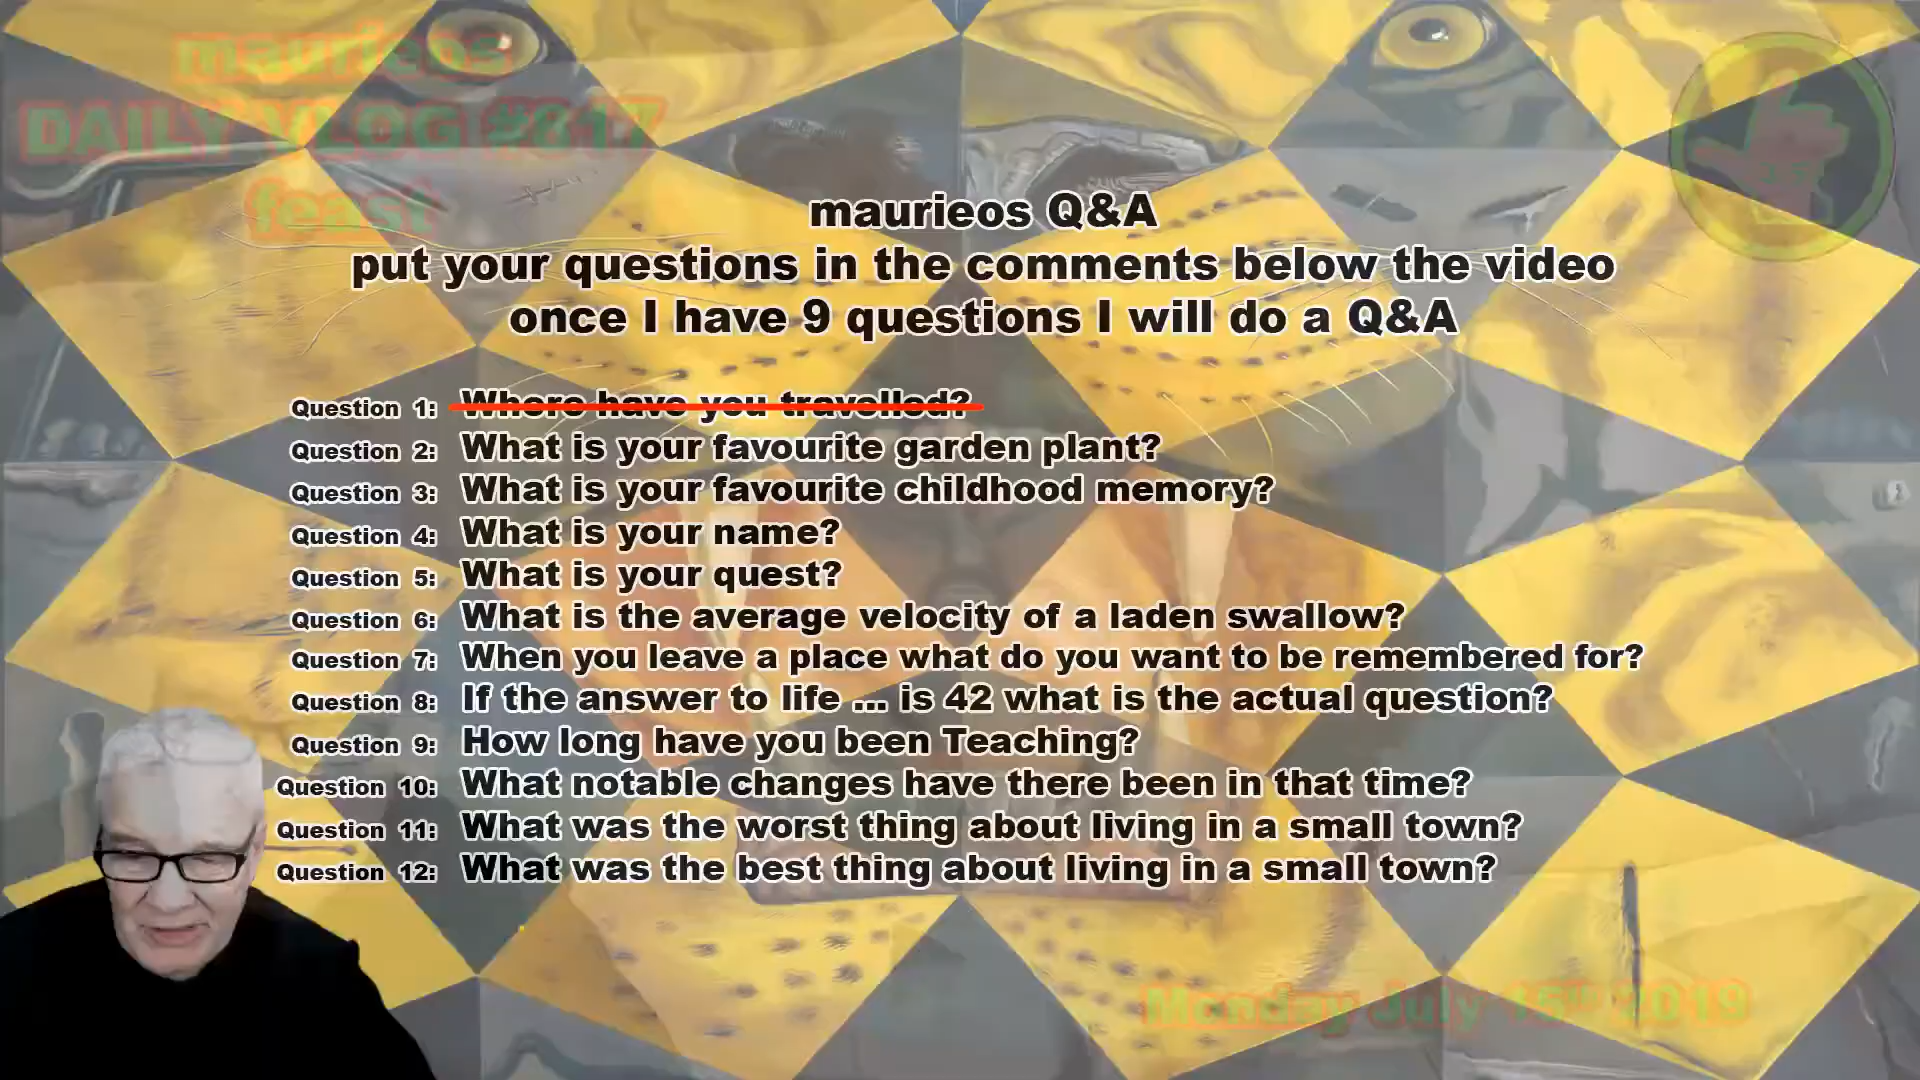 maurieos
DAILY VLOG #817
feast
maurieos Q&A
put your questions in the comments below the video
once I have 9 questions I will do a Q&A
Question 1: Where have you travelled?
Question 2: What is your favourite garden plant?
Question 3: What is your favourite childhood memory?
Question 4: What is your name?
Question 5: What is your quest?
Question 6: What is the average velocity of a laden swallow?
Question 7: When you leave a place what do you want to be remembered for?
Question 8: If the answer to life ... is 42 what is the actual question?
Question 9: How long have you been Teaching?
Question 10: What notable changes have there been in that time?
Question 11: What was the worst thing about living in a small town?
Question 12: What was the best thing about living in a small town?
Monday July 15th 2019